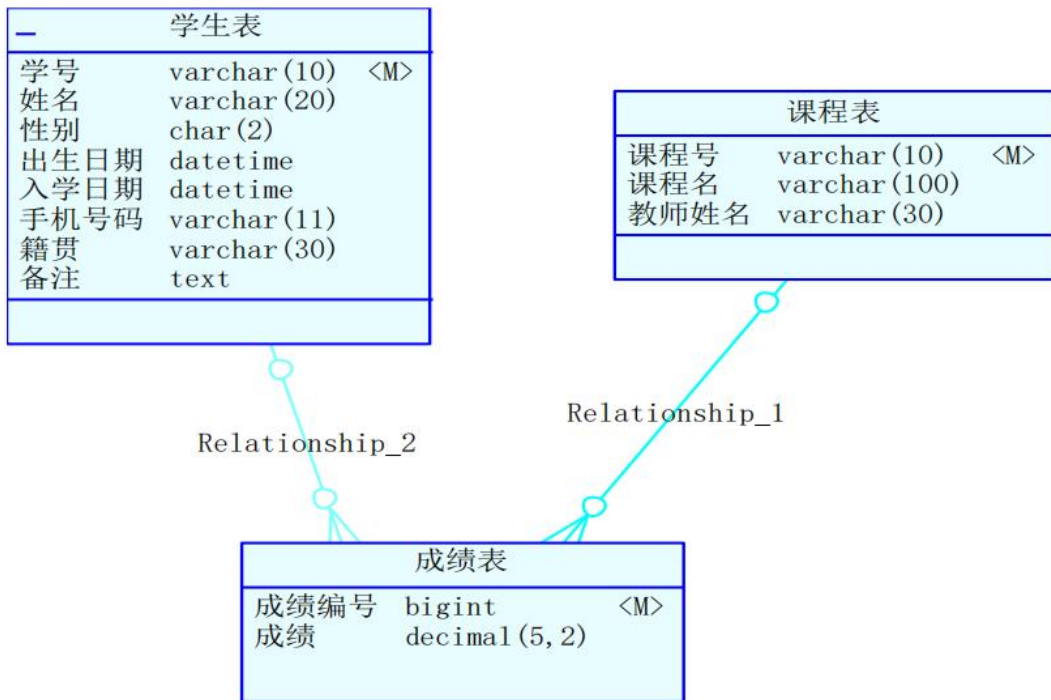 学生表
学号 varchar(10) <M>
姓名 varchar(20)
性别 char(2)
出生日期 datetime
入学日期 datetime
手机号码 varchar(11)
籍贯 varchar(30)
备注 text
课程表
课程号 varchar(10) <M>
课程名 varchar(100)
教师姓名 varchar(30)
Relationship_1
Relationship_2
成绩表
成绩编号 bigint <M>
成绩 decimal(5,2)